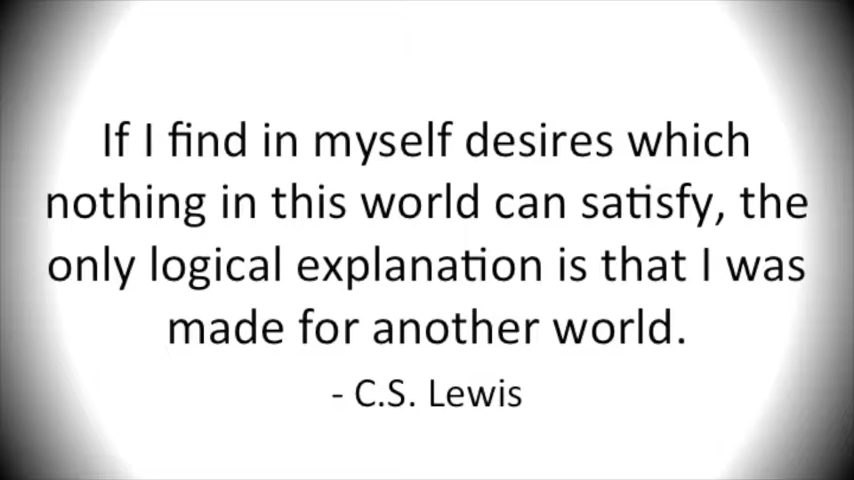 If I find in myself desires which
nothing in this world can satisfy, the
only logical explanation is that I was
made for another world.
- C.S. Lewis